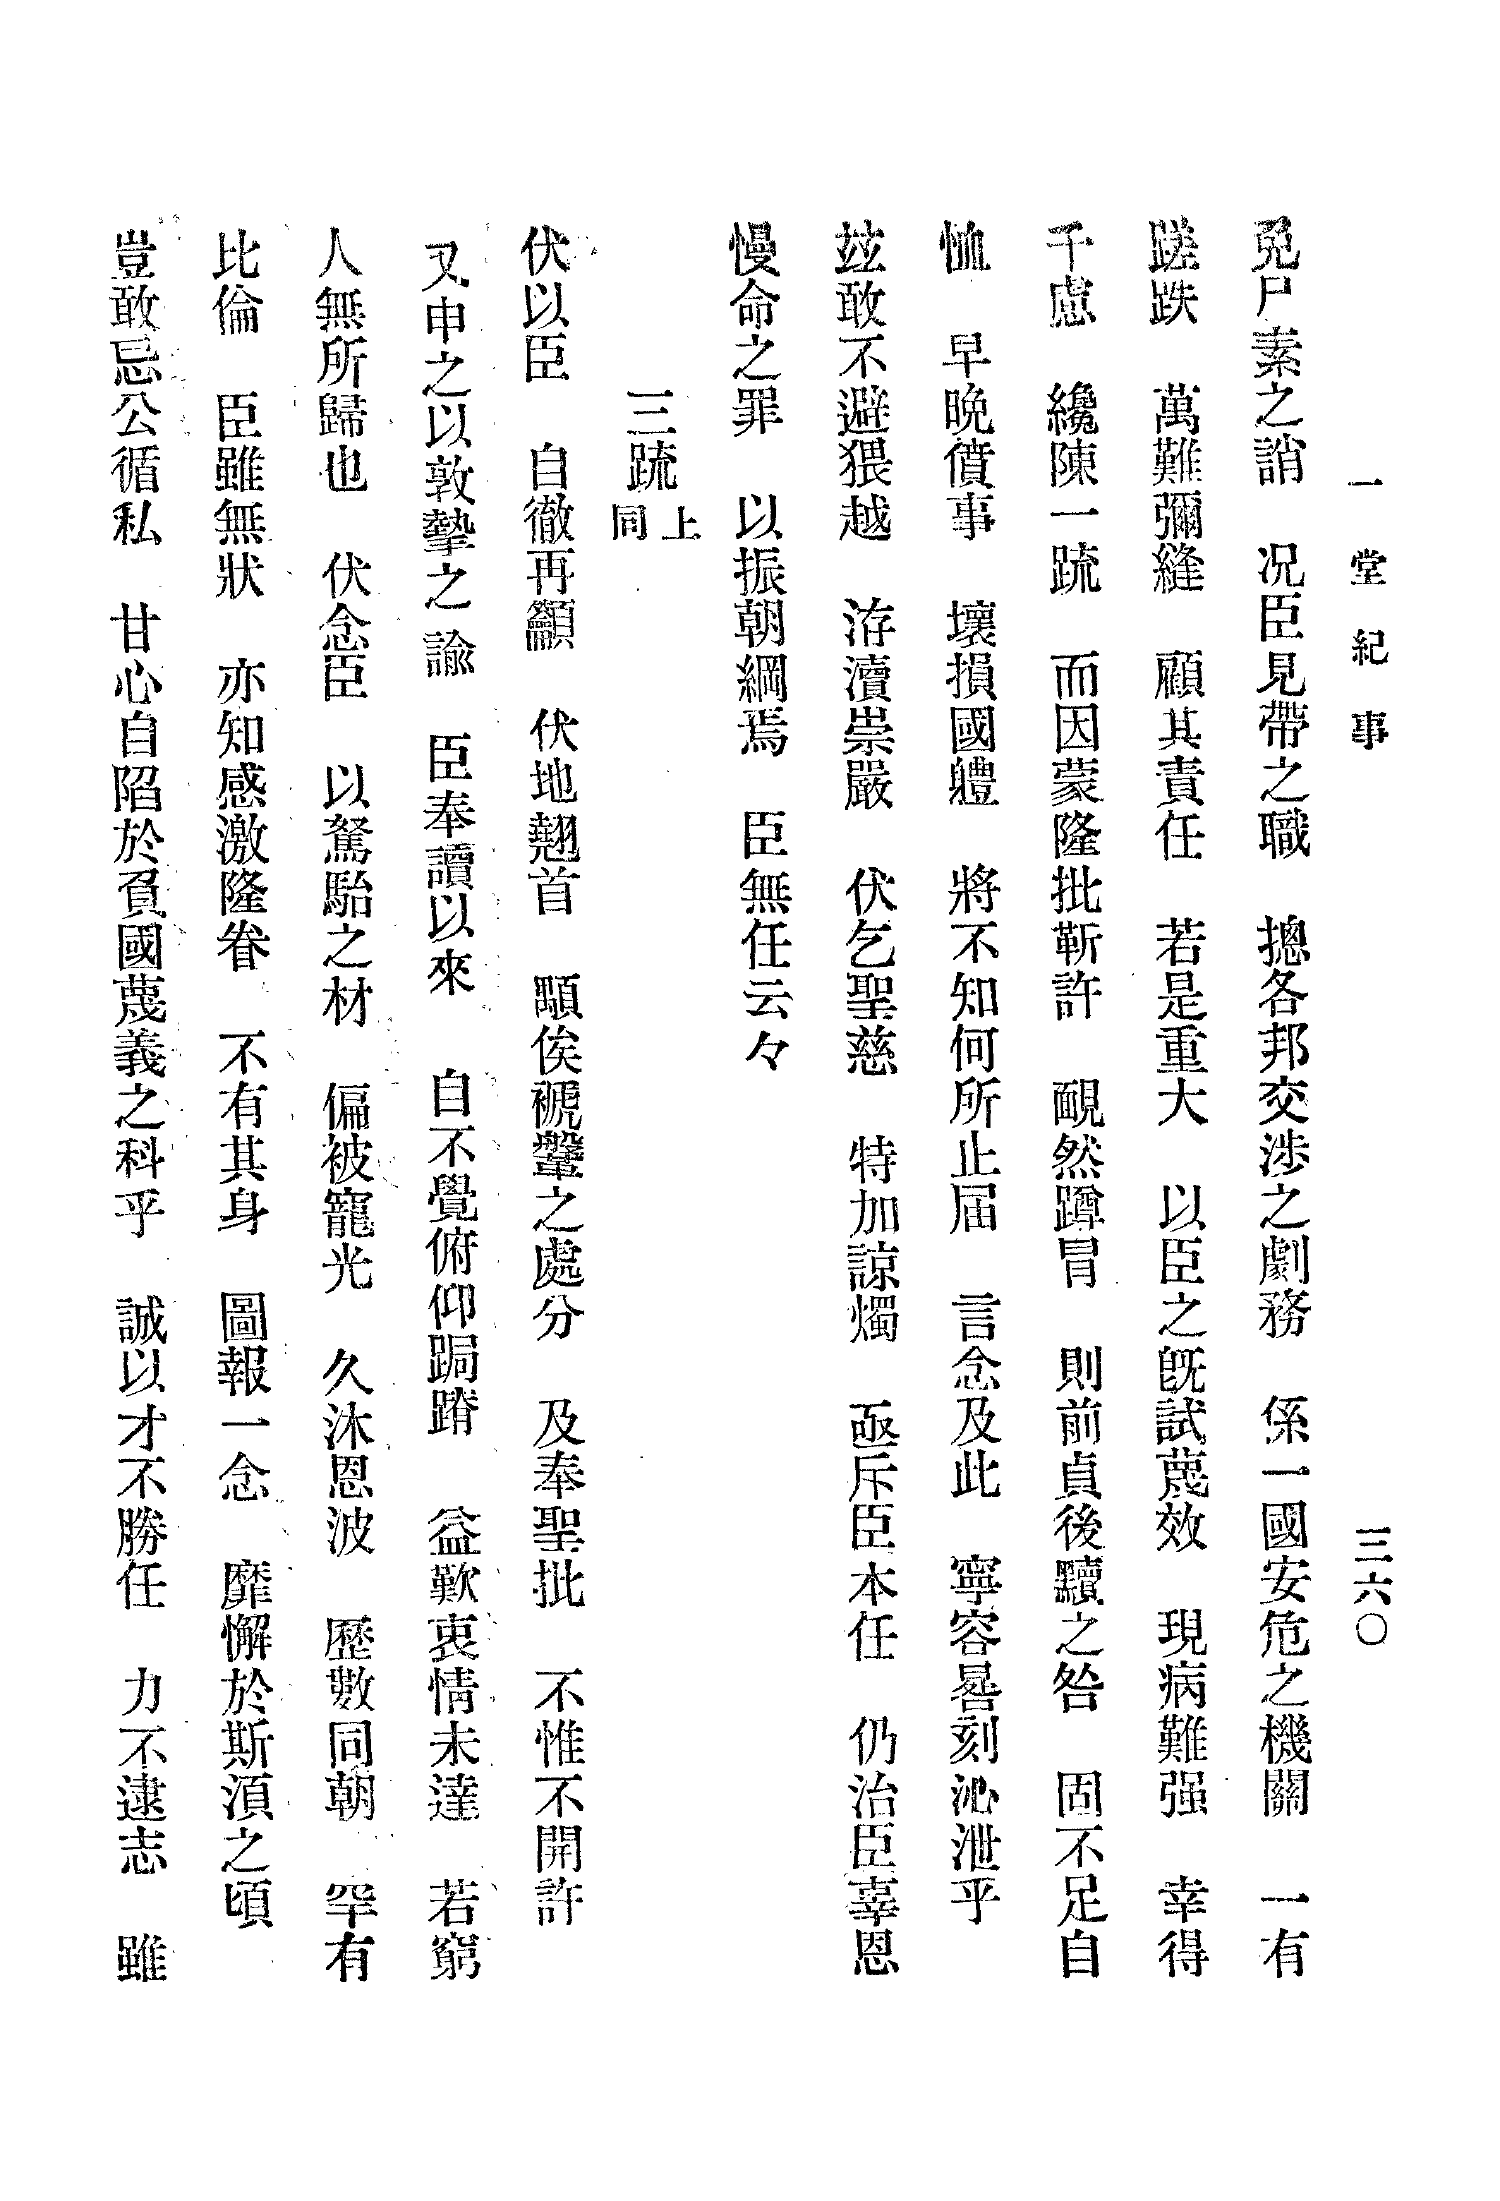 一堂紀事
三六〇
免尸素之誚　况臣見帶之職　摠各邦交涉之劇務　係一國安危之機關　一有
蹉跌　萬難彌縫　顧其責任　若是重大　以臣之旣試蔑效　現病難强　幸得
千慮　纔陳一疏　而因蒙隆批靳許　靦然蹲冒　則前貞後黷之咎　固不足自
恤　早晚僨事　壞損國軆　將不知何所止届　言念及此　寧容晷刻沁泄乎
玆敢不避猥越　洊瀆崇嚴　伏乞聖慈　特加諒燭　亟斥臣本任　仍治臣辜恩
慢命之罪　以振朝綱焉　臣無任云々
三疏　同上
伏以臣　自徹再籲　伏地翹首　顒俟褫鞶之處分　及奉聖批　不惟不開許
又申之以敦摯之諭　臣奉讀以來　自不覺俯仰跼蹐　益歎衷情未達　若窮
人無所歸也　伏念臣　以駑駘之材　偏被寵光　久沐恩波　歷數同朝　罕有
比倫　臣雖無狀　亦知感激隆眷　不有其身　圖報一念　靡懈於斯須之頃
豈敢忌公循私　甘心自陷於負國蔑義之科乎　誠以才不勝任　力不逮志　雖